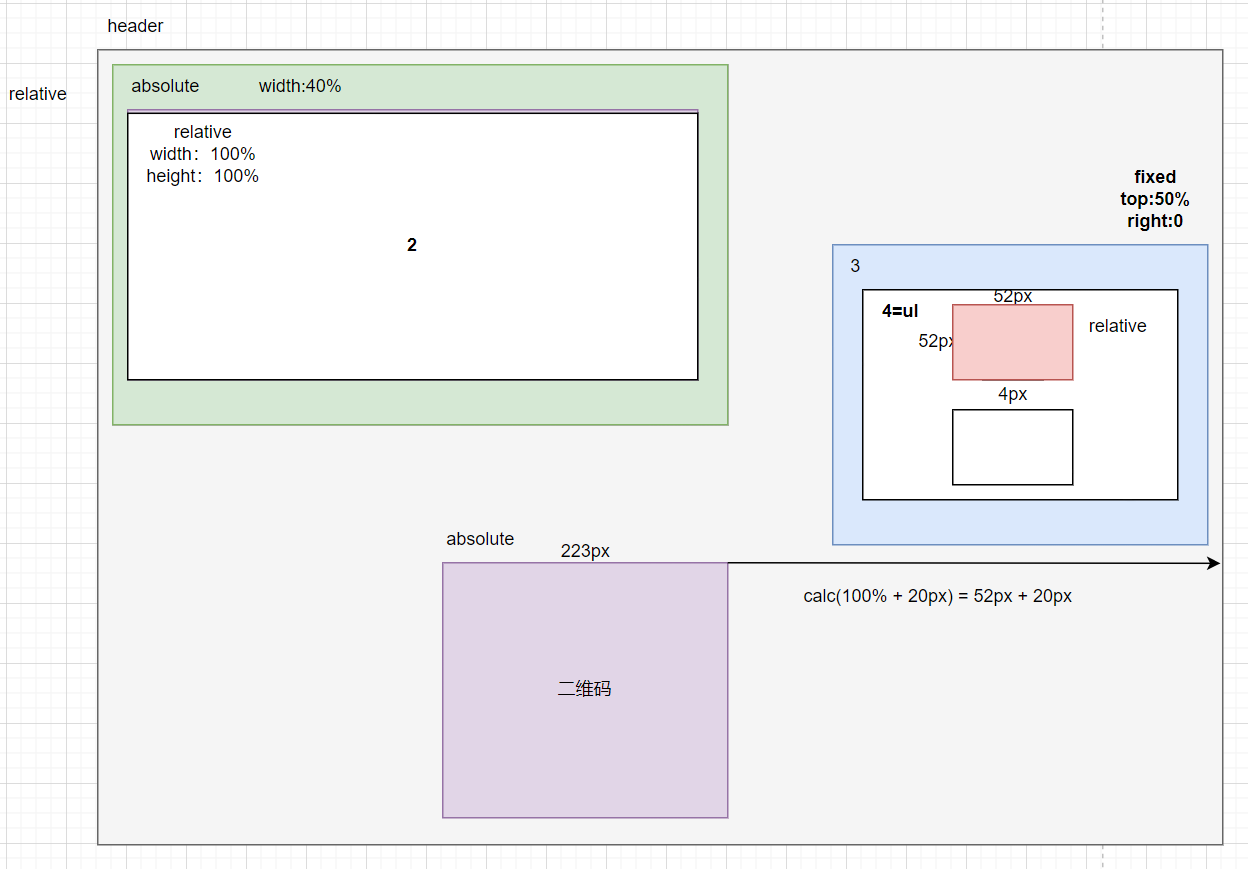 header
relative
absolute
width:40%
relative
width：100%
height：100%
2
fixed
top:50%
right:0
3
4=ul
52px
52px
relative
4px
absolute
223px
calc(100% + 20px) = 52px + 20px
二维码